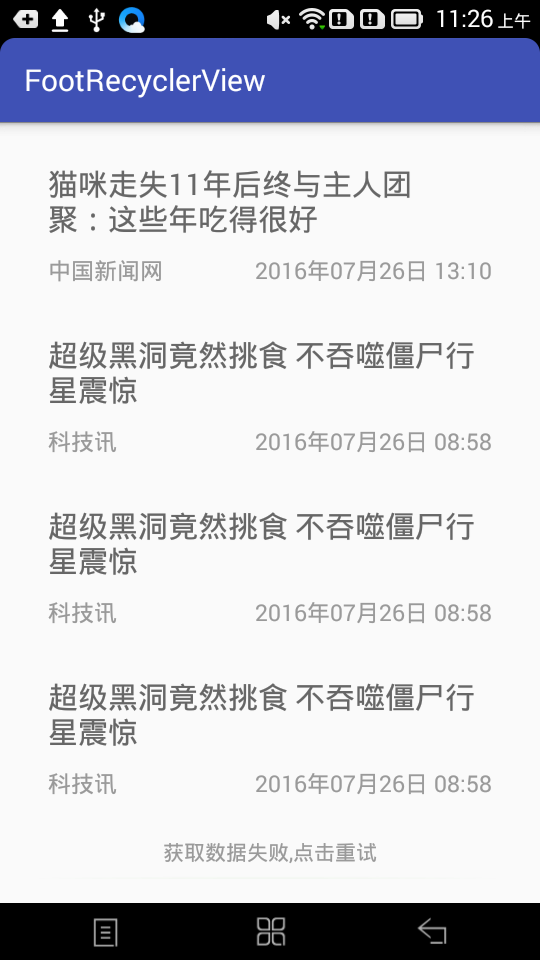 11:26 上午
FootRecyclerView
猫咪走失11年后终与主人团
聚：这些年吃得很好
中国新闻网 2016年07月26日 13:10
超级黑洞竟然挑食 不吞噬僵尸行
星震惊
科技讯 2016年07月26日 08:58
超级黑洞竟然挑食 不吞噬僵尸行
星震惊
科技讯 2016年07月26日 08:58
超级黑洞竟然挑食 不吞噬僵尸行
星震惊
科技讯 2016年07月26日 08:58
获取数据失败,点击重试